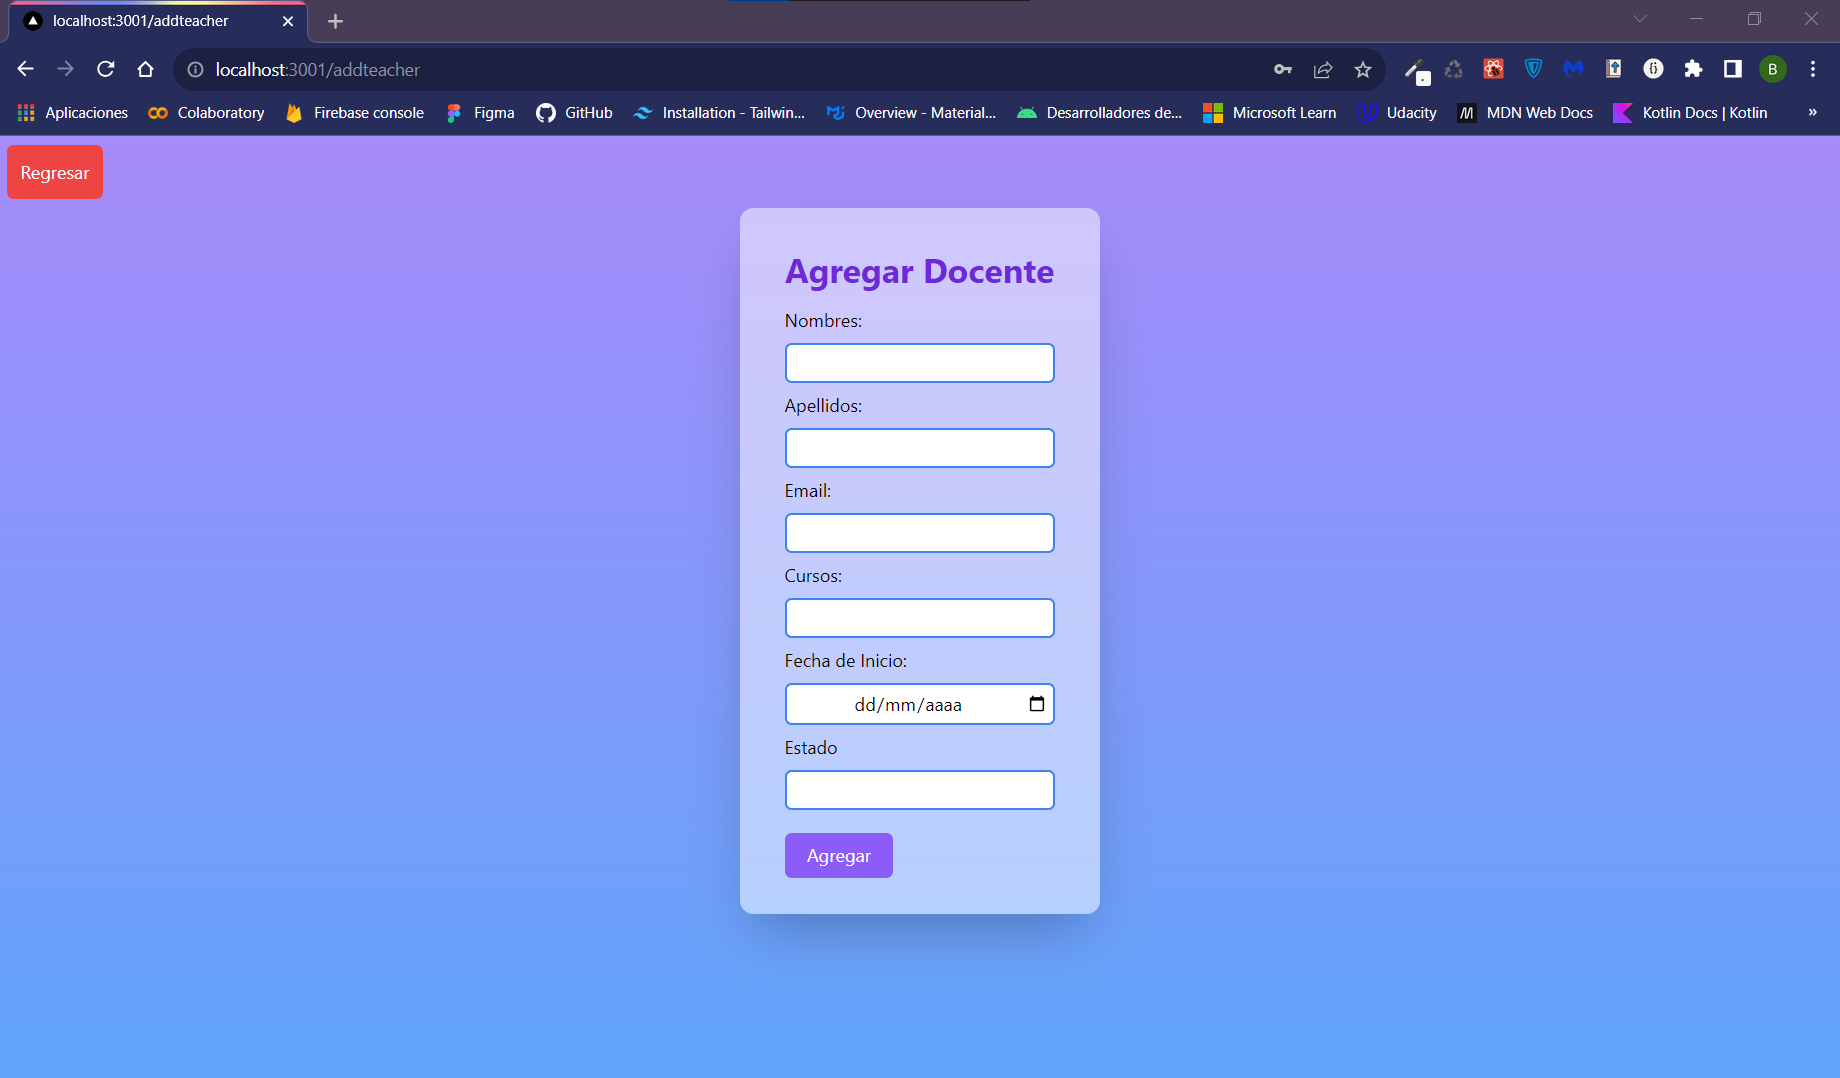 localhost:3001/addteacher
localhost:3001/addteacher
B
Aplicaciones Colaboratory Firebase console Figma GitHub Installation - Tailwin... Overview - Material... Desarrolladores de... Microsoft Learn Udacity MDN Web Docs Kotlin Docs | Kotlin »
Regresar
Agregar Docente
Nombres:
Apellidos:
Email:
Cursos:
Fecha de Inicio:
dd/mm/aaaa
Estado
Agregar